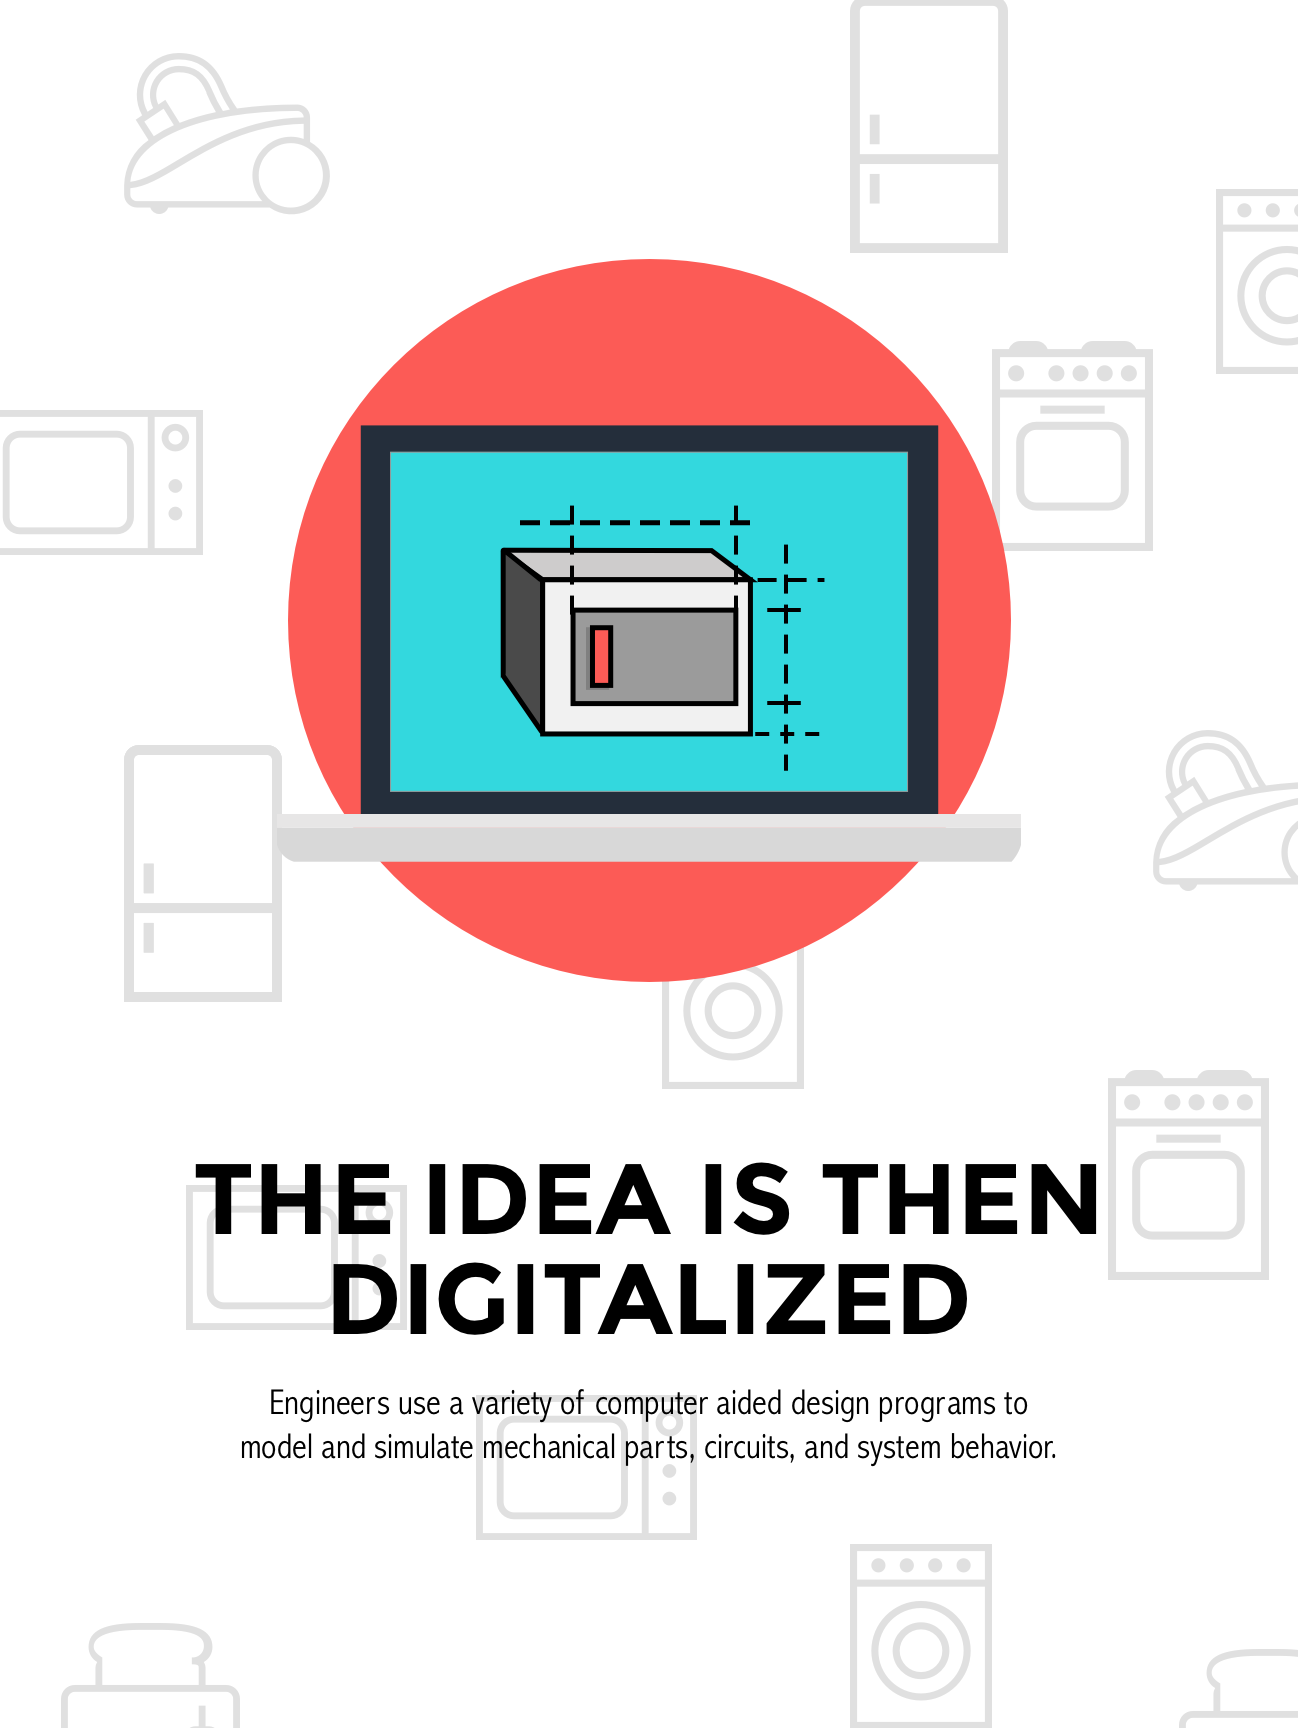 THE IDEA IS THEN
DIGITALIZED
Engineers use a variety of computer aided design programs to
model and simulate mechanical parts, circuits, and system behavior.